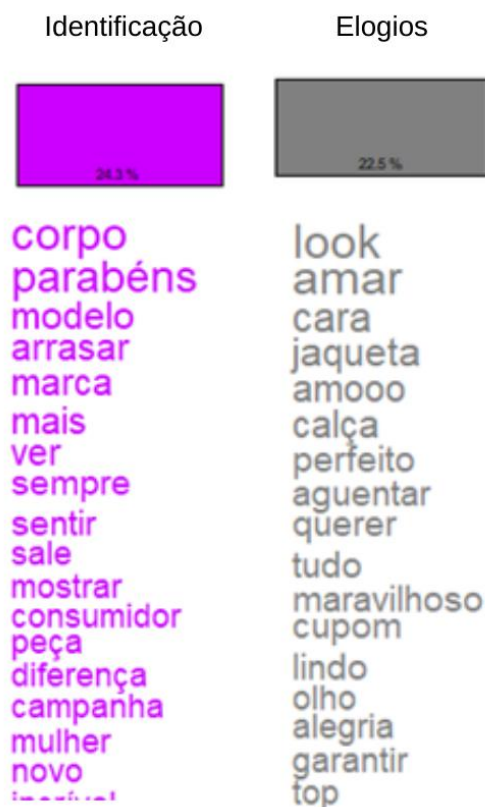 Identificação
24.3 %
corpo
parabéns
modelo
arrasar
marca
mais
ver
sempre
sentir
sale
mostrar
consumidor
peça
diferença
campanha
mulher
novo
Elogios
22.5 %
look
amar
cara
jaqueta
amooo
calça
perfeito
aguentar
querer
tudo
maravilhoso
cupom
lindo
olho
alegria
garantir
top